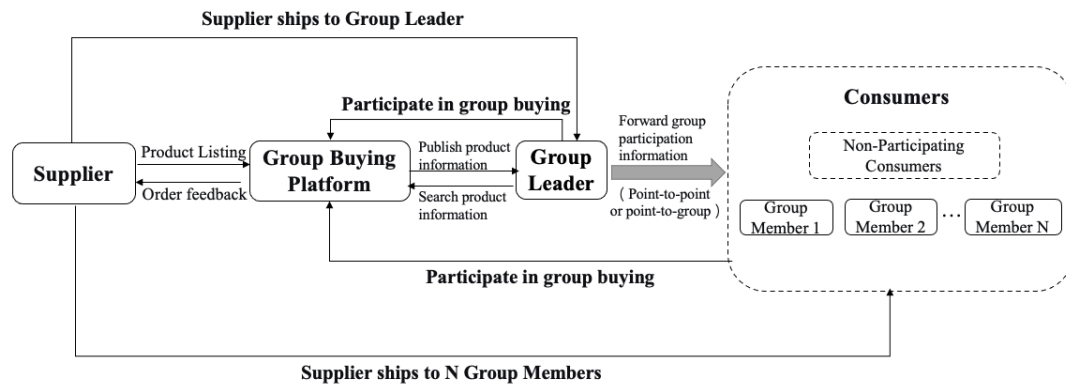 Supplier ships to Group Leader
Participate in group buying
Consumers
Supplier
Product Listing
Order feedback
Group Buying
Platform
Publish product
information
Search product
information
Group
Leader
Forward group
participation
information
( Point-to-point
or point-to-group )
Non-Participating
Consumers
Group
Member 1
Group
Member 2
...
Group
Member N
Participate in group buying
Supplier ships to N Group Members